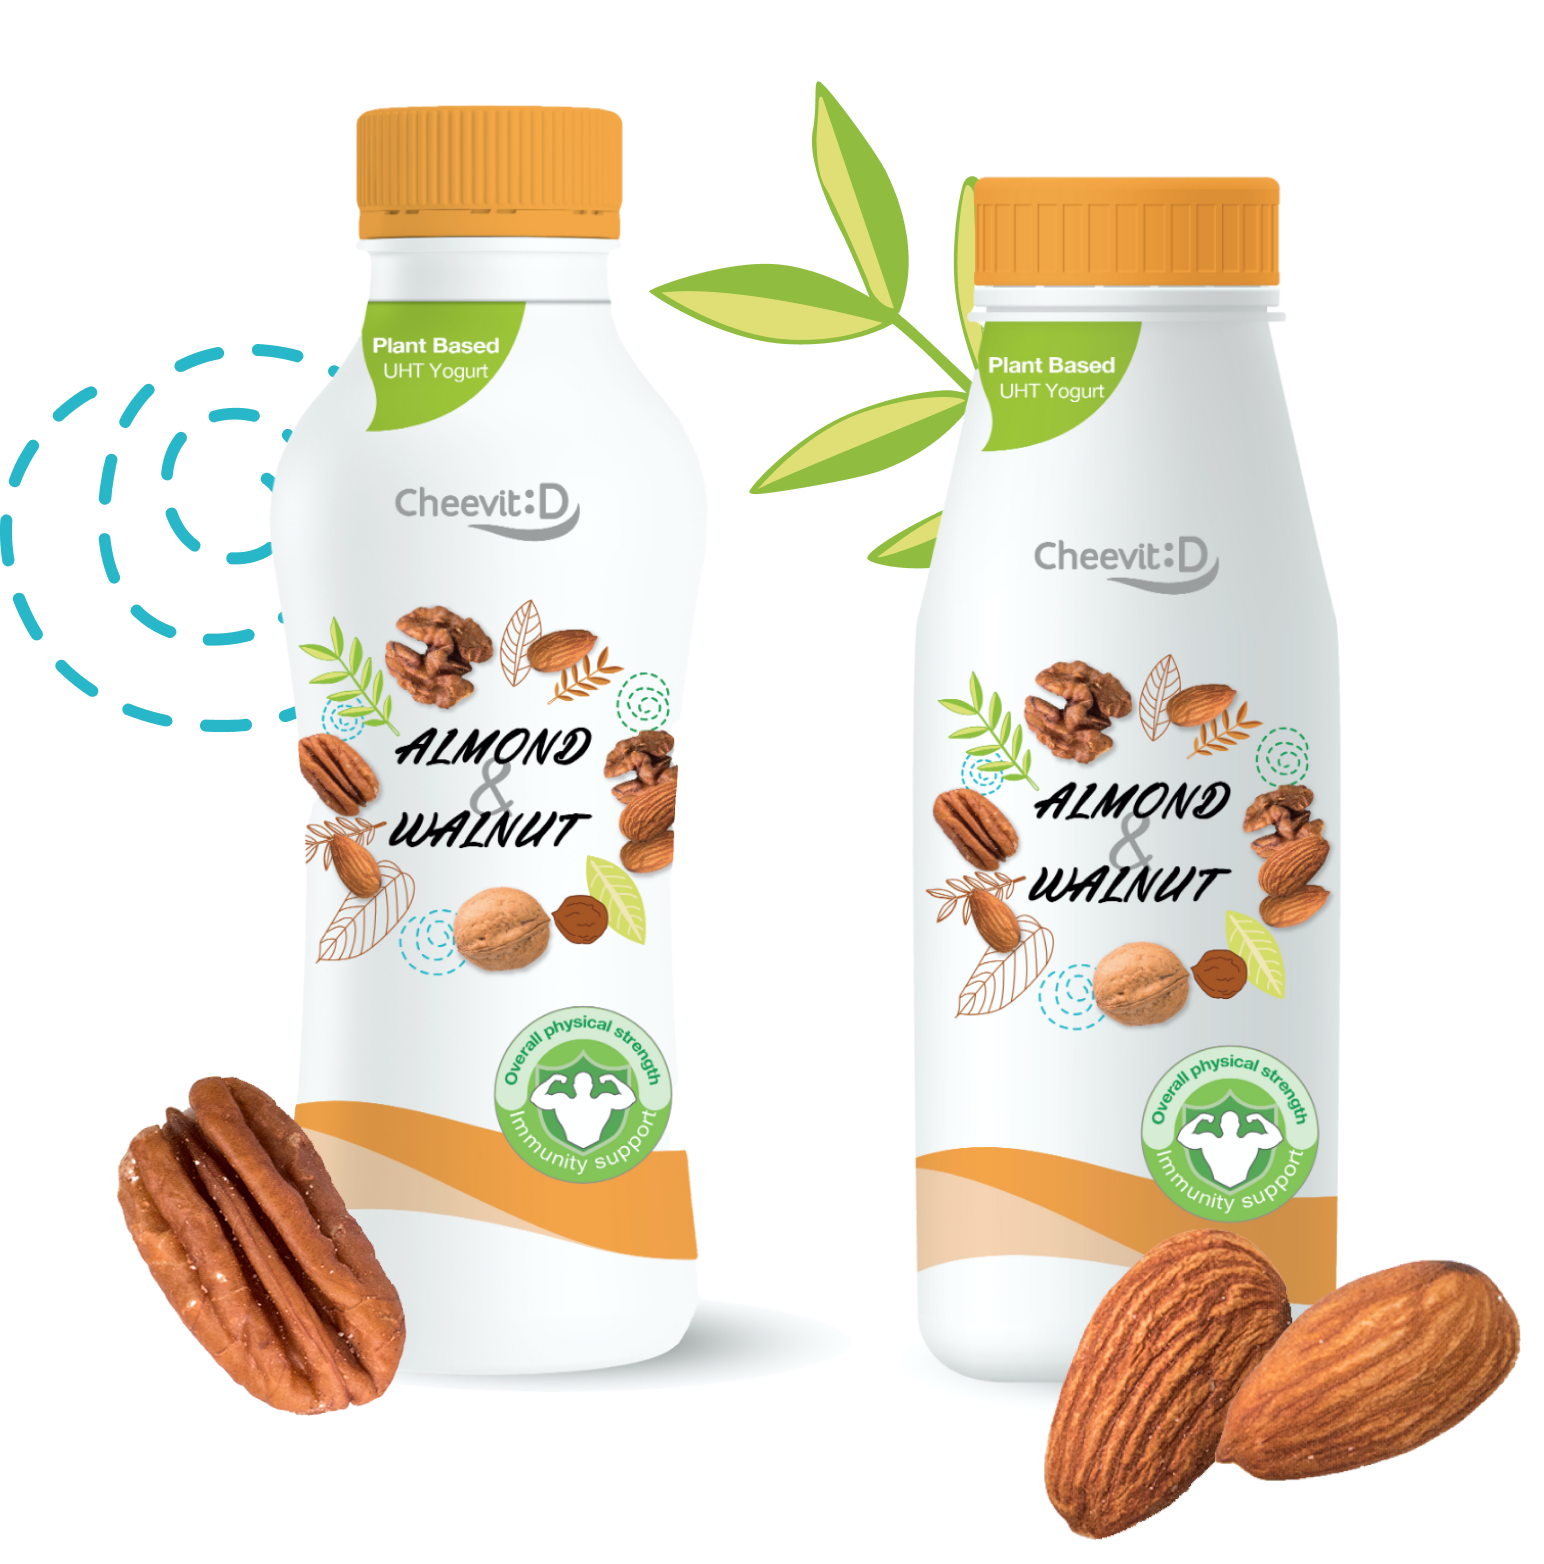 Plant Based
UHT Yogurt
Cheevit:D
ALMOND
&
WALNUT
Overall physical strength
Immunity support
Plant Based
UHT Yogurt
Cheevit:D
ALMOND
&
WALNUT
Overall physical strength
Immunity support